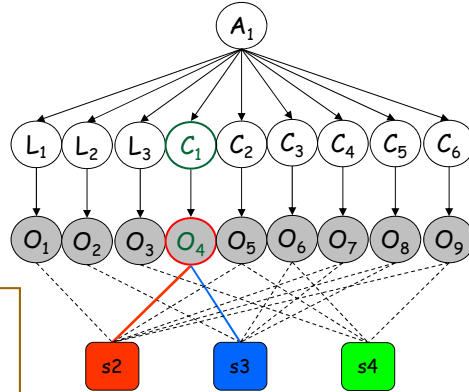 A₁
L₁ L₂ L₃ C₁ C₂ C₃ C₄ C₅ C₆
O₁ O₂ O₃ O₄ O₅ O₆ O₇ O₈ O₉
s2 s3 s4